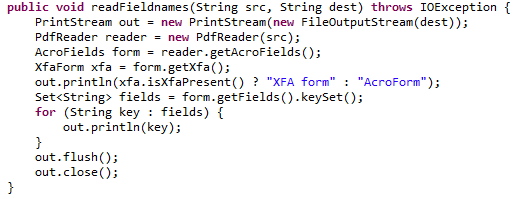 public void readFieldnames(String src, String dest) throws IOException {
    PrintStream out = new PrintStream(new FileOutputStream(dest));
    PdfReader reader = new PdfReader(src);
    AcroFields form = reader.getAcroFields();
    XfaForm xfa = form.getXfa();
    out.println(xfa.isXfaPresent() ? "XFA form" : "AcroForm");
    Set<String> fields = form.getFields().keySet();
    for (String key : fields) {
        out.println(key);
    }
    out.flush();
    out.close();
}